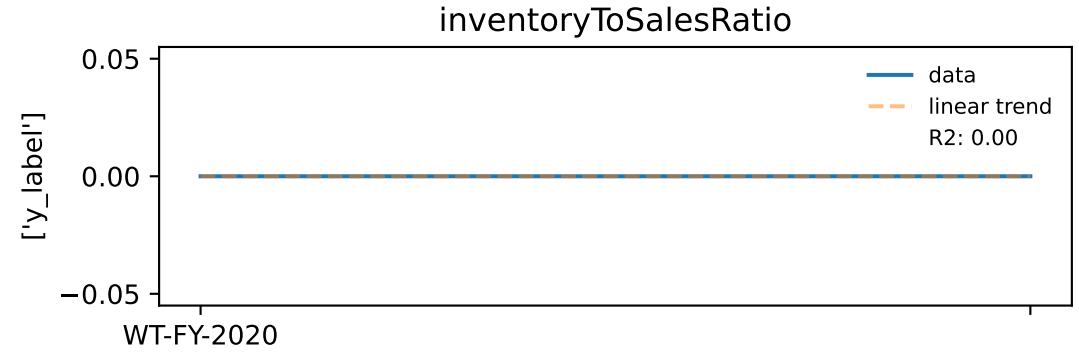 inventoryToSalesRatio
['y_label']
0.05
0.00
−0.05
data
linear trend
R2: 0.00
WT-FY-2020